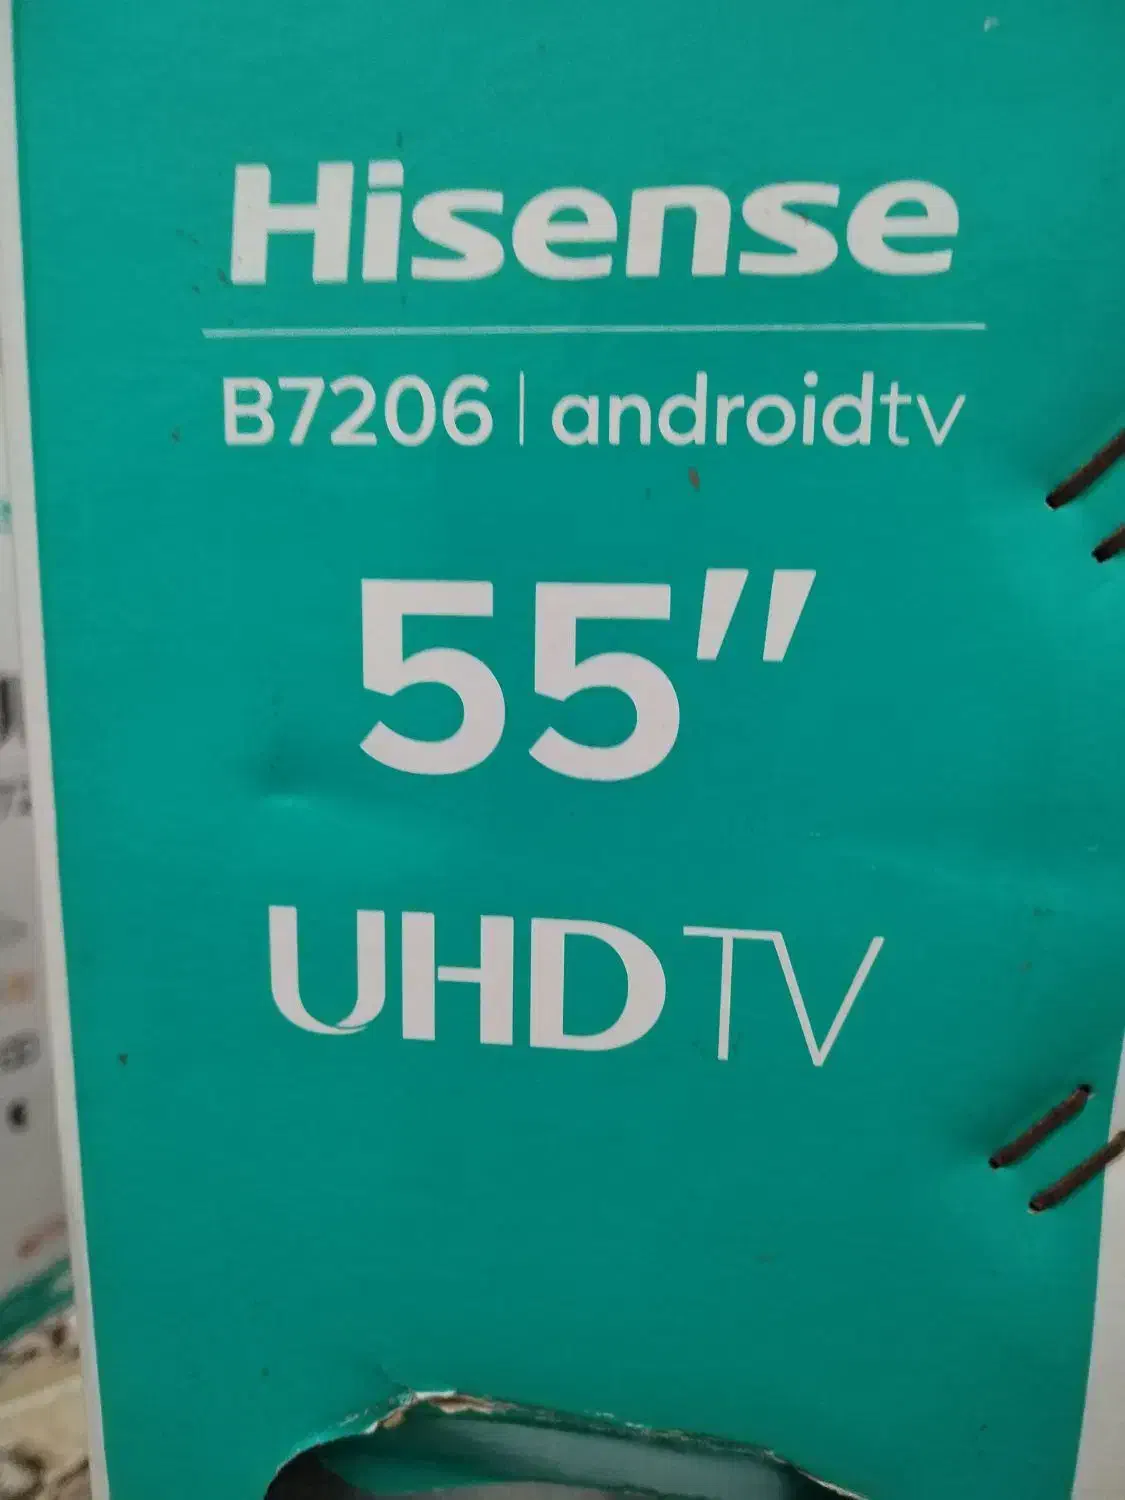 Hisense
B7206 | androidtv
55"
UHD TV